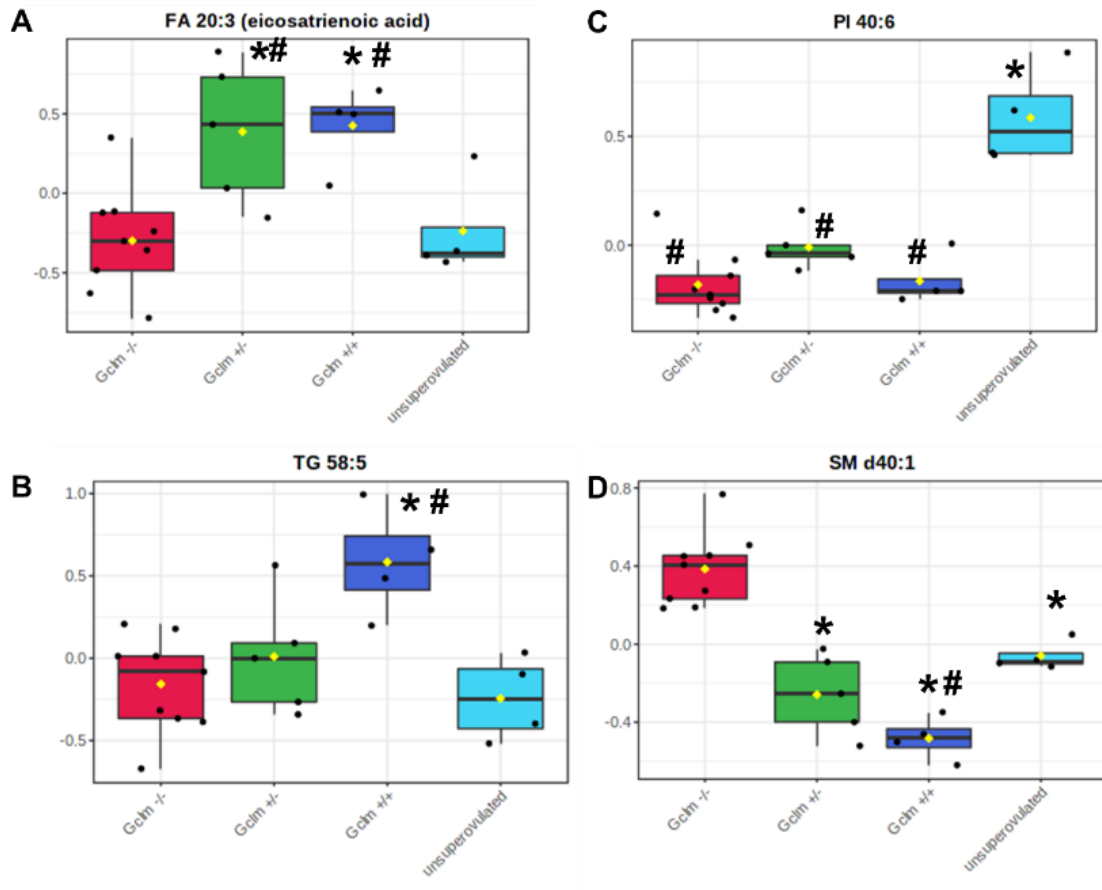 A
FA 20:3 (eicosatrienoic acid)
*# * #
0.5
0.0
-0.5
Gclm -/- Gclm +/- Gclm +/+ unsuperovulated
C
PI 40:6
*
# # #
0.5
0.0
Gclm -/- Gclm +/- Gclm +/+ unsuperovulated
B
TG 58:5
* #
1.0
0.5
0.0
-0.5
Gclm -/- Gclm +/- Gclm +/+ unsuperovulated
D
SM d40:1
* *# *
0.8
0.4
0.0
-0.4
Gclm -/- Gclm +/- Gclm +/+ unsuperovulated